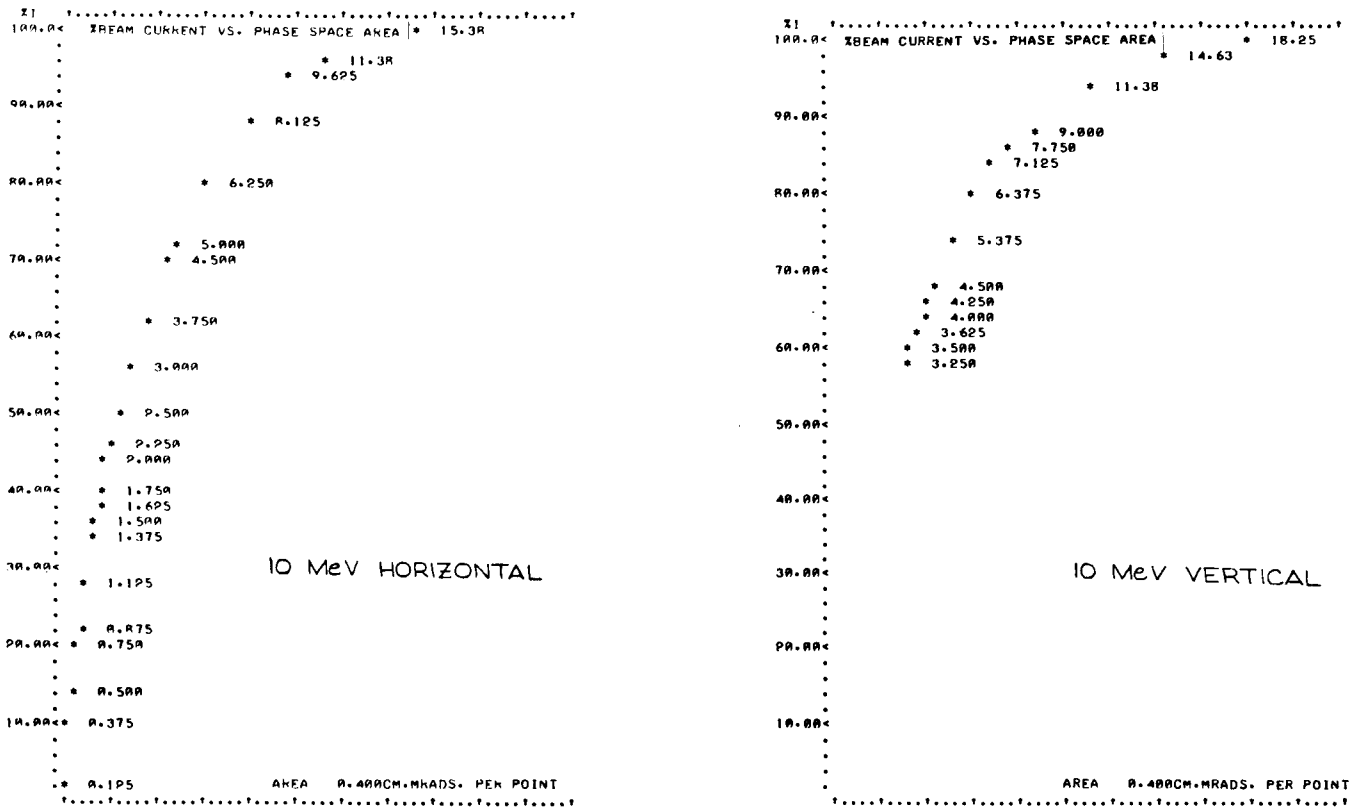 %I
100.0< %BEAM CURRENT VS. PHASE SPACE AREA * 15.38
* 11.38
* 9.625
90.00<
* 8.125
80.00< * 6.250
* 5.000
70.00< * 4.500
* 3.750
60.00<
* 3.000
50.00< * 2.500
* 2.250
* 2.000
40.00< * 1.750
* 1.625
* 1.500
* 1.375
30.00<
* 1.125
* 0.875
20.00< * 0.750
* 0.500
10.00<* 0.375
* 0.125
AREA 0.400CM.MRADS. PER POINT
10 MeV HORIZONTAL
%I
100.0< %BEAM CURRENT VS. PHASE SPACE AREA * 18.25
* 14.63
* 11.38
90.00<
* 9.000
* 7.750
* 7.125
80.00< * 6.375
* 5.375
70.00<
* 4.500
* 4.250
* 4.000
* 3.625
60.00< * 3.500
* 3.250
50.00<
40.00<
30.00<
20.00<
10.00<
AREA 0.400CM.MRADS. PER POINT
10 MeV VERTICAL